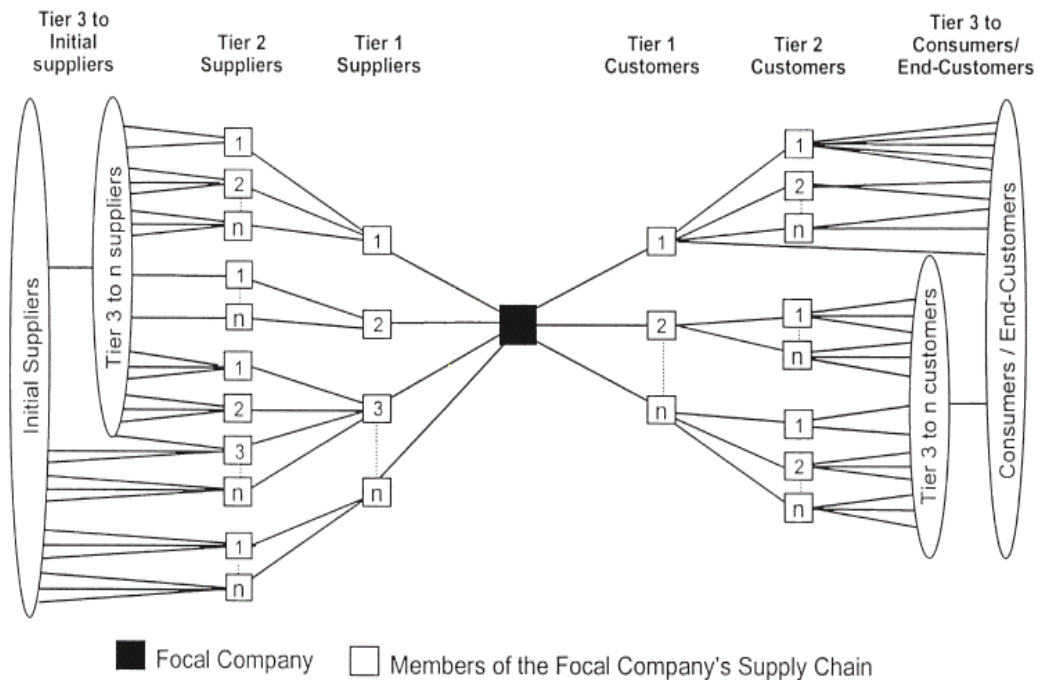 Tier 3 to
Initial
suppliers
Tier 2
Suppliers
Tier 1
Suppliers
Tier 1
Customers
Tier 2
Customers
Tier 3 to
Consumers/
End-Customers
Initial Suppliers
Tier 3 to n suppliers
1
2
n
1
n
1
2
3
n
1
n
1
2
3
n
1
2
n
1
2
n
1
n
1
2
n
Tier 3 to n customers
Consumers / End-Customers
Focal Company
Members of the Focal Company's Supply Chain